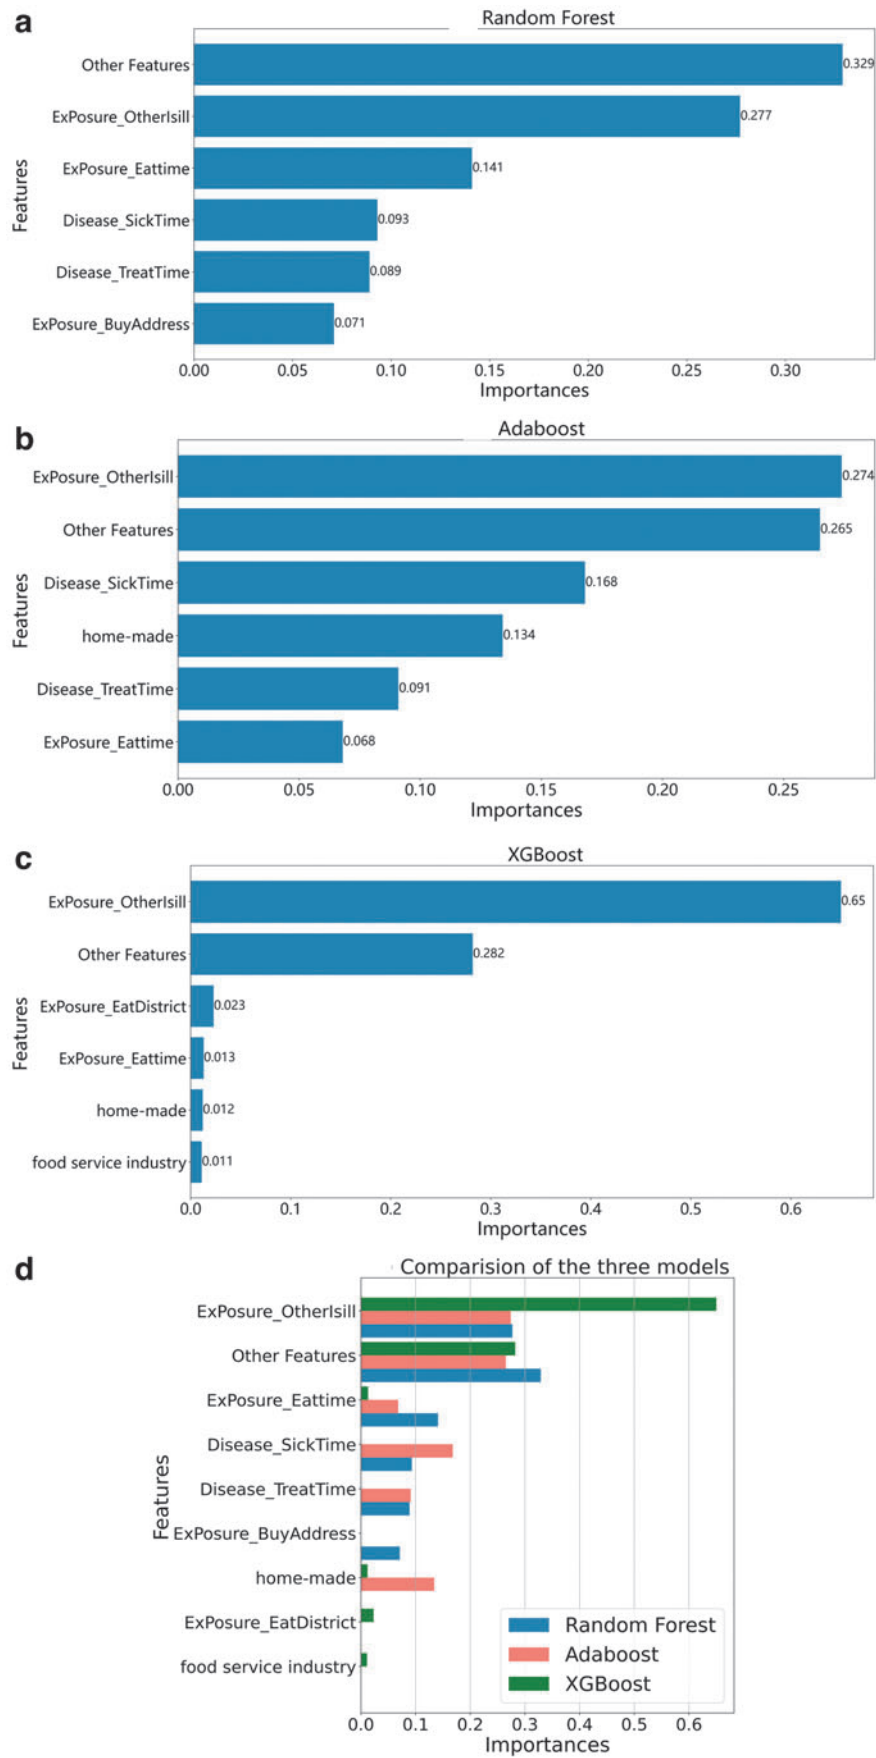 a
Random Forest
Other Features
0.329
ExPosure_OtherIsill
0.277
ExPosure_Eattime
0.141
Disease_SickTime
0.093
Disease_TreatTime
0.089
ExPosure_BuyAddress
0.071
Features
0.00 0.05 0.10 0.15 0.20 0.25 0.30
Importances
b
Adaboost
ExPosure_OtherIsill
0.274
Other Features
0.265
Disease_SickTime
0.168
home-made
0.134
Disease_TreatTime
0.091
ExPosure_Eattime
0.068
Features
0.00 0.05 0.10 0.15 0.20 0.25
Importances
c
XGBoost
ExPosure_OtherIsill
0.65
Other Features
0.282
ExPosure_EatDistrict
0.023
ExPosure_Eattime
0.013
home-made
0.012
food service industry
0.011
Features
0.0 0.1 0.2 0.3 0.4 0.5 0.6
Importances
d
Comparision of the three models
ExPosure_OtherIsill
Other Features
ExPosure_Eattime
Disease_SickTime
Disease_TreatTime
ExPosure_BuyAddress
home-made
ExPosure_EatDistrict
food service industry
Features
Random Forest
Adaboost
XGBoost
0.0 0.1 0.2 0.3 0.4 0.5 0.6
Importances